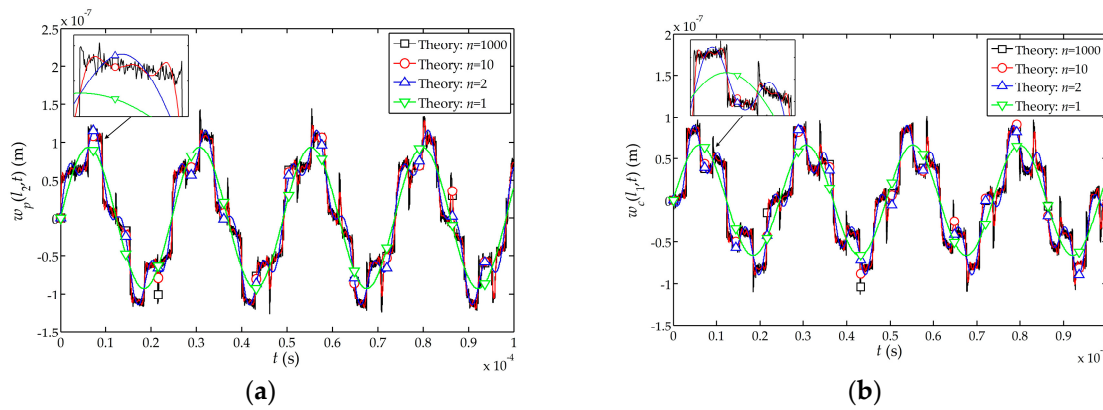 x 10⁻⁷
2.5
2
1.5
1
0.5
0
-0.5
-1
-1.5
wₚ(l₂,t) (m)
0 0.1 0.2 0.3 0.4 0.5 0.6 0.7 0.8 0.9 1
t (s)
x 10⁻⁴
Theory: n=1000
Theory: n=10
Theory: n=2
Theory: n=1
(a)
x 10⁻⁷
2
1.5
1
0.5
0
-0.5
-1
-1.5
w_c(l₁,t) (m)
0 0.1 0.2 0.3 0.4 0.5 0.6 0.7 0.8 0.9
t (s)
x 10⁻
Theory: n=1000
Theory: n=10
Theory: n=2
Theory: n=1
(b)